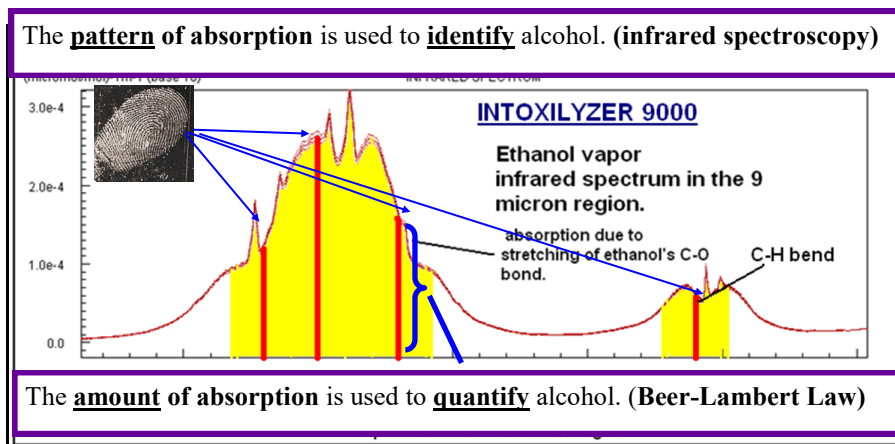 The pattern of absorption is used to identify alcohol. (infrared spectroscopy)
INFRARED SPECTRUM
INTOXILYZER 9000
3.0e-4
Ethanol vapor
infrared spectrum in the 9
micron region.
2.0e-4
absorption due to
stretching of ethanol's C-O
bond.
C-H bend
1.0e-4
0.0
The amount of absorption is used to quantify alcohol. (Beer-Lambert Law)